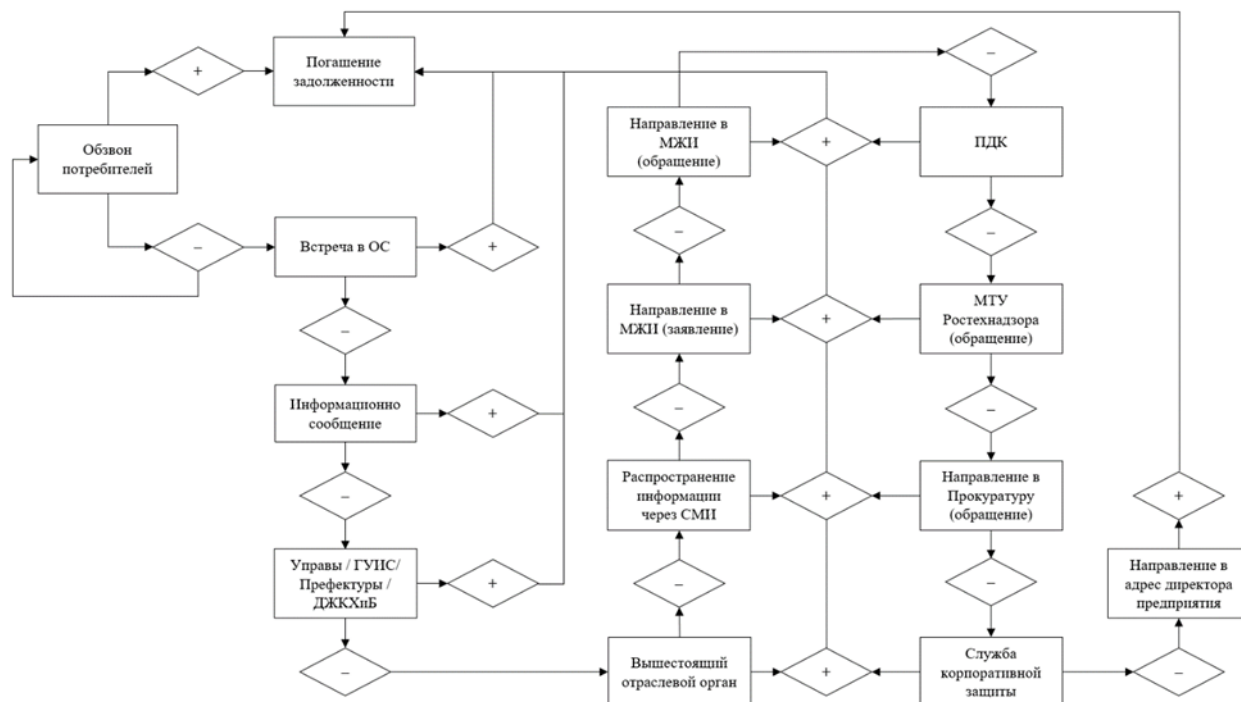 Погашение
задолженности
+
Обзвон
потребителей
–
Встреча в ОС
+
–
Информационно
сообщение
+
–
Управы / ГУИС/
Префектуры /
ДЖКХиБ
+
–
Вышестоящий
отраслевой орган
+
–
Распространение
информации
через СМИ
+
–
Направление в
МЖИ (заявление)
+
–
Направление в
МЖИ
(обращение)
+
–
ПДК
–
МТУ
Ростехнадзора
(обращение)
–
Направление в
Прокуратуру
(обращение)
–
Служба
корпоративной
защиты
–
Направление в
адрес директора
предприятия
+